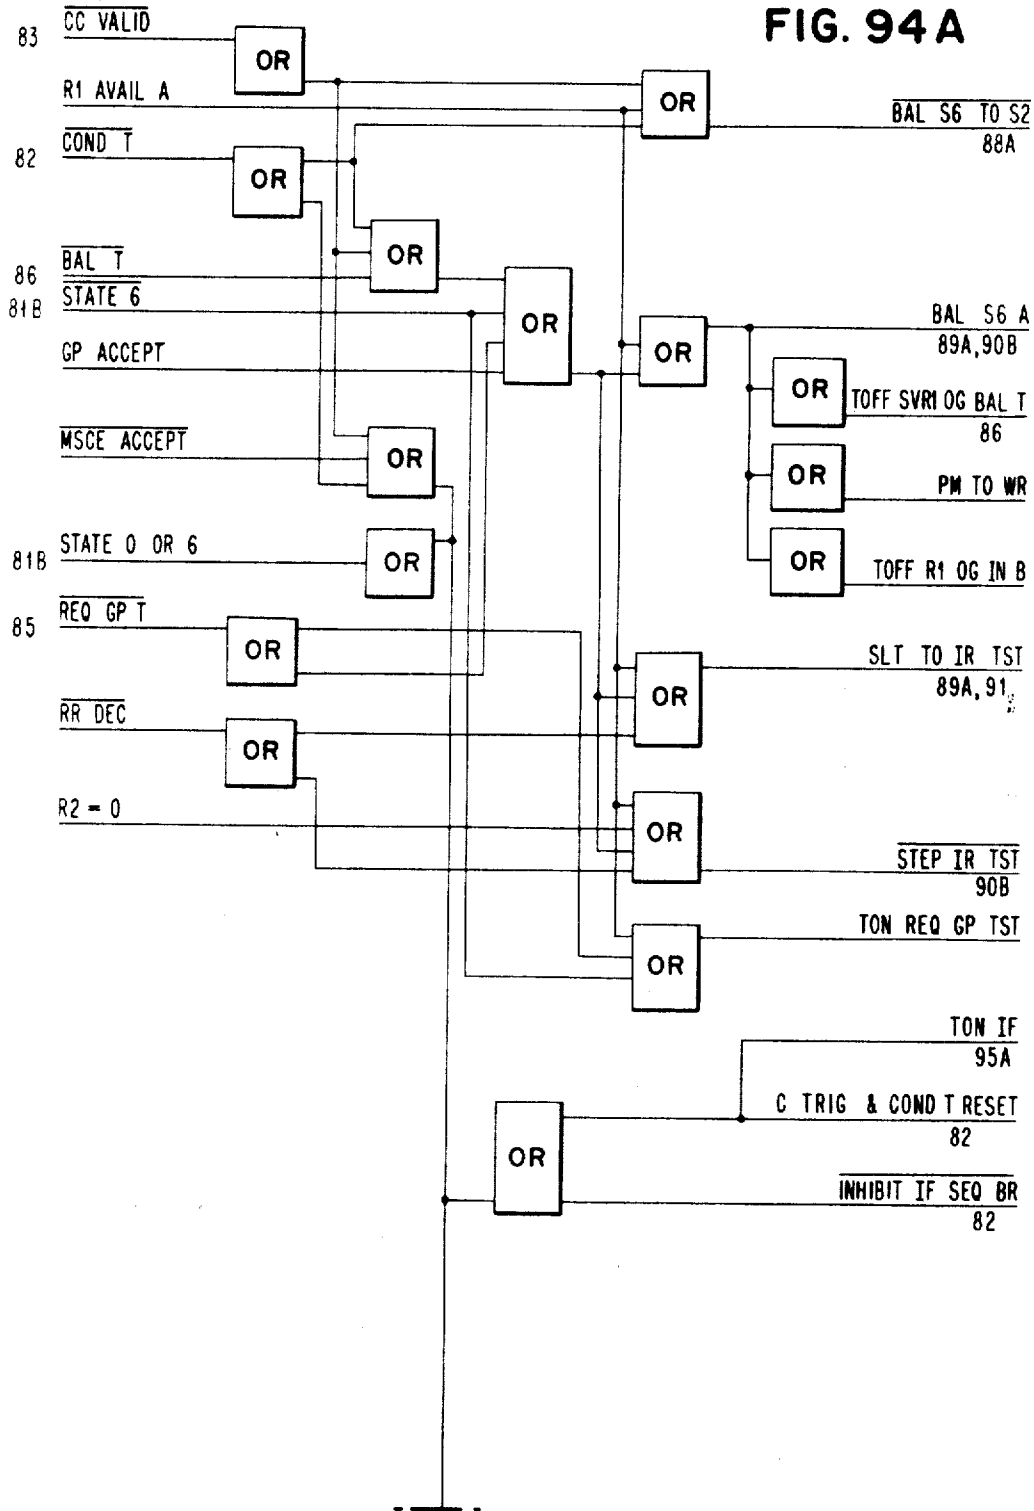 FIG. 94A
83 CC VALID
OR
R1 AVAIL A
OR
BAL S6 TO S2
88A
82 COND T
OR
OR
86 BAL T
81B STATE 6
OR
BAL S6 A
89A,90B
GP ACCEPT
OR
OR
TOFF SVR1 OG BAL T
86
MSCE ACCEPT
OR
OR
PM TO WR
81B STATE 0 OR 6
OR
OR
TOFF R1 OG IN B
85 REQ GP T
OR
SLT TO IR TST
89A,91
OR
RR DEC
OR
R2 = 0
OR
STEP IR TST
90B
TON REQ GP TST
OR
TON IF
95A
C TRIG & COND T RESET
82
OR
INHIBIT IF SEQ BR
82